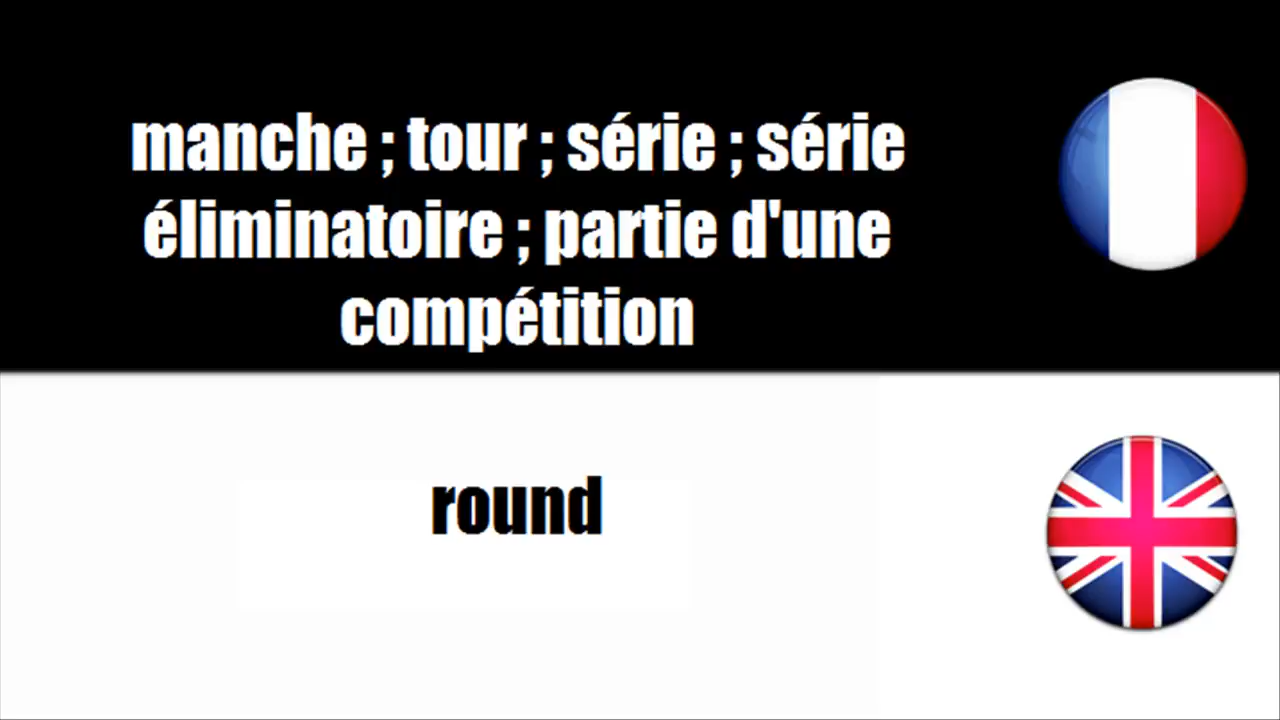 manche ; tour ; série ; série
éliminatoire ; partie d'une
compétition
round